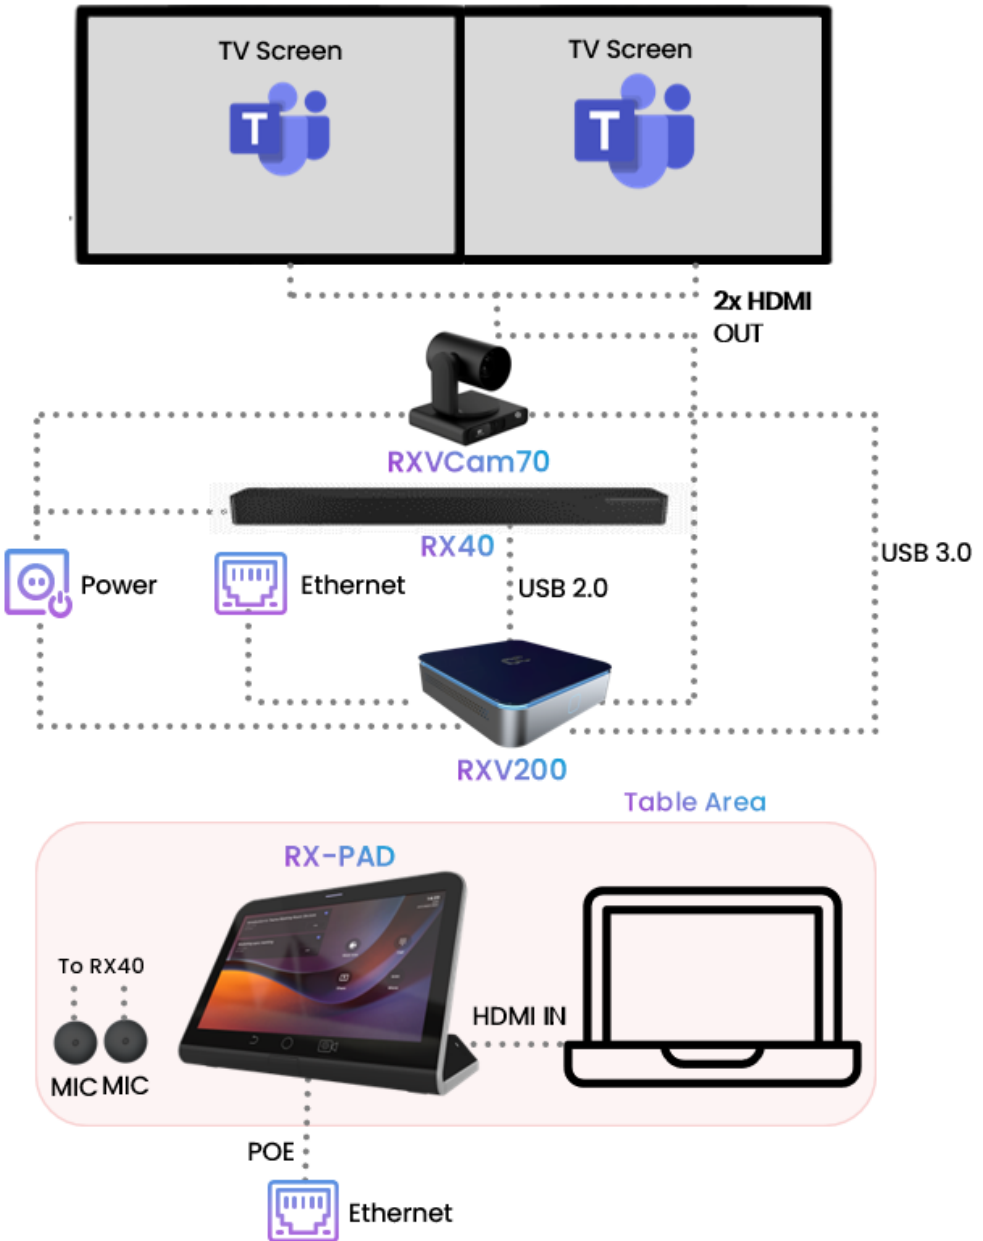 TV Screen
TV Screen
T
T
2x HDMI
OUT
RXVCam70
RX40
Power
Ethernet
USB 2.0
USB 3.0
RXV200
Table Area
RX-PAD
To RX40
HDMI IN
MIC MIC
POE
Ethernet